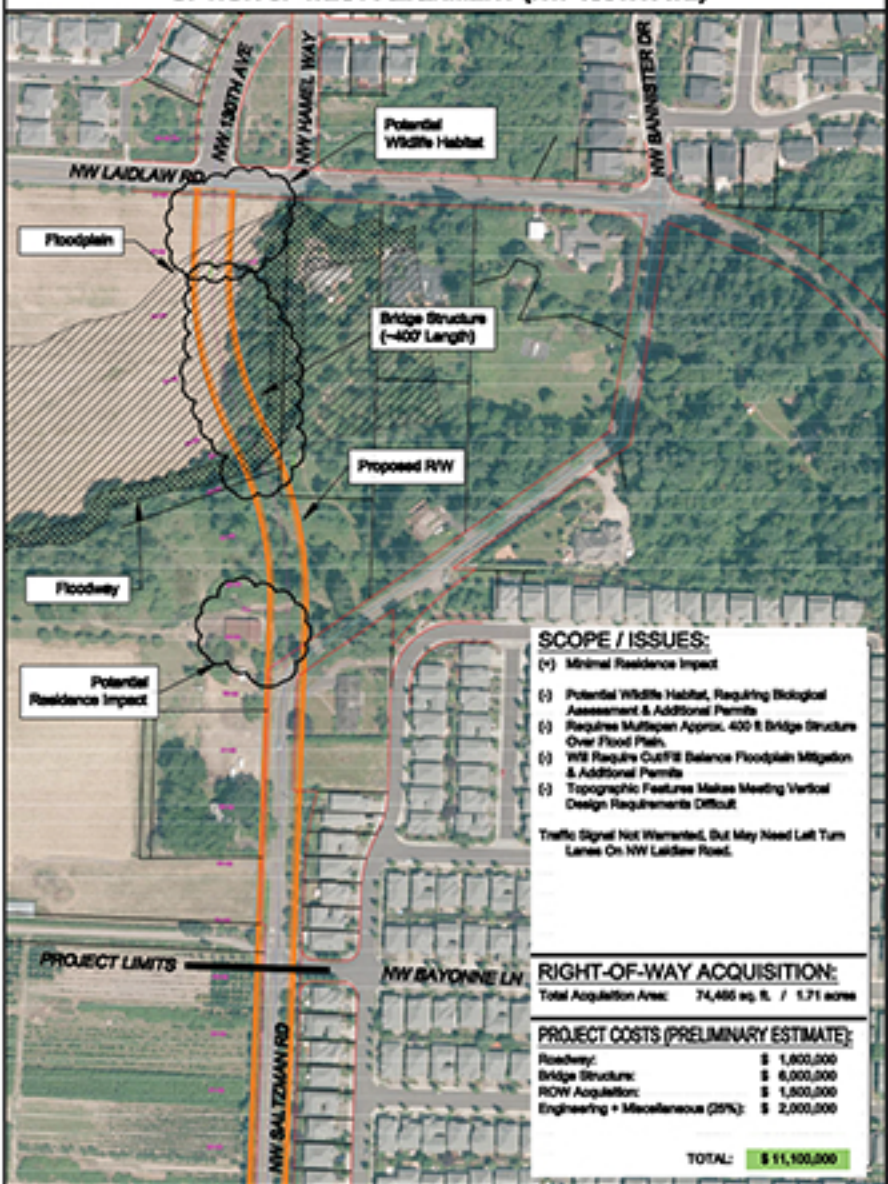 NW 130TH AVE
NW HAMEL WAY
NW BANNISTER DR
Potential
Wildlife Habitat
NW LAIDLAW RD
Floodplain
Bridge Structure
(~400' Length)
Proposed R/W
Floodway
Potential
Residence Impact
PROJECT LIMITS
NW BAYONNE LN
NW SALTZMAN RD
SCOPE / ISSUES:
(+) Minimal Residence Impact
(-) Potential Wildlife Habitat, Requiring Biological
Assessment & Additional Permits
(-) Requires Multispan Approx. 400 ft Bridge Structure
Over Flood Plain.
(-) Will Require Cut/Fill Balance Floodplain Mitigation
& Additional Permits
(-) Topographic Features Makes Meeting Vertical
Design Requirements Difficult
Traffic Signal Not Warranted, But May Need Left Turn
Lanes On NW Laidlaw Road.
RIGHT-OF-WAY ACQUISITION:
Total Acquisition Area: 74,465 sq. ft. / 1.71 acres
PROJECT COSTS (PRELIMINARY ESTIMATE):
Roadway: $ 1,600,000
Bridge Structure: $ 6,000,000
ROW Acquisition: $ 1,500,000
Engineering + Miscellaneous (25%): $ 2,000,000
TOTAL: $ 11,100,000